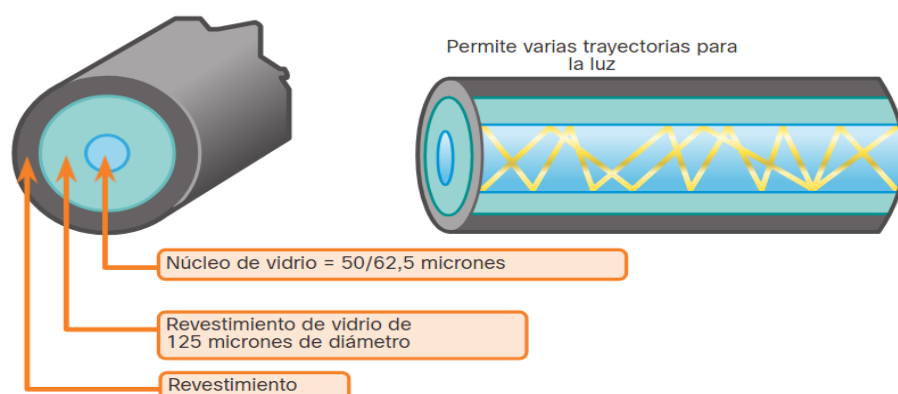 Permite varias trayectorias para
la luz
Núcleo de vidrio = 50/62,5 micrones
Revestimiento de vidrio de
125 micrones de diámetro
Revestimiento